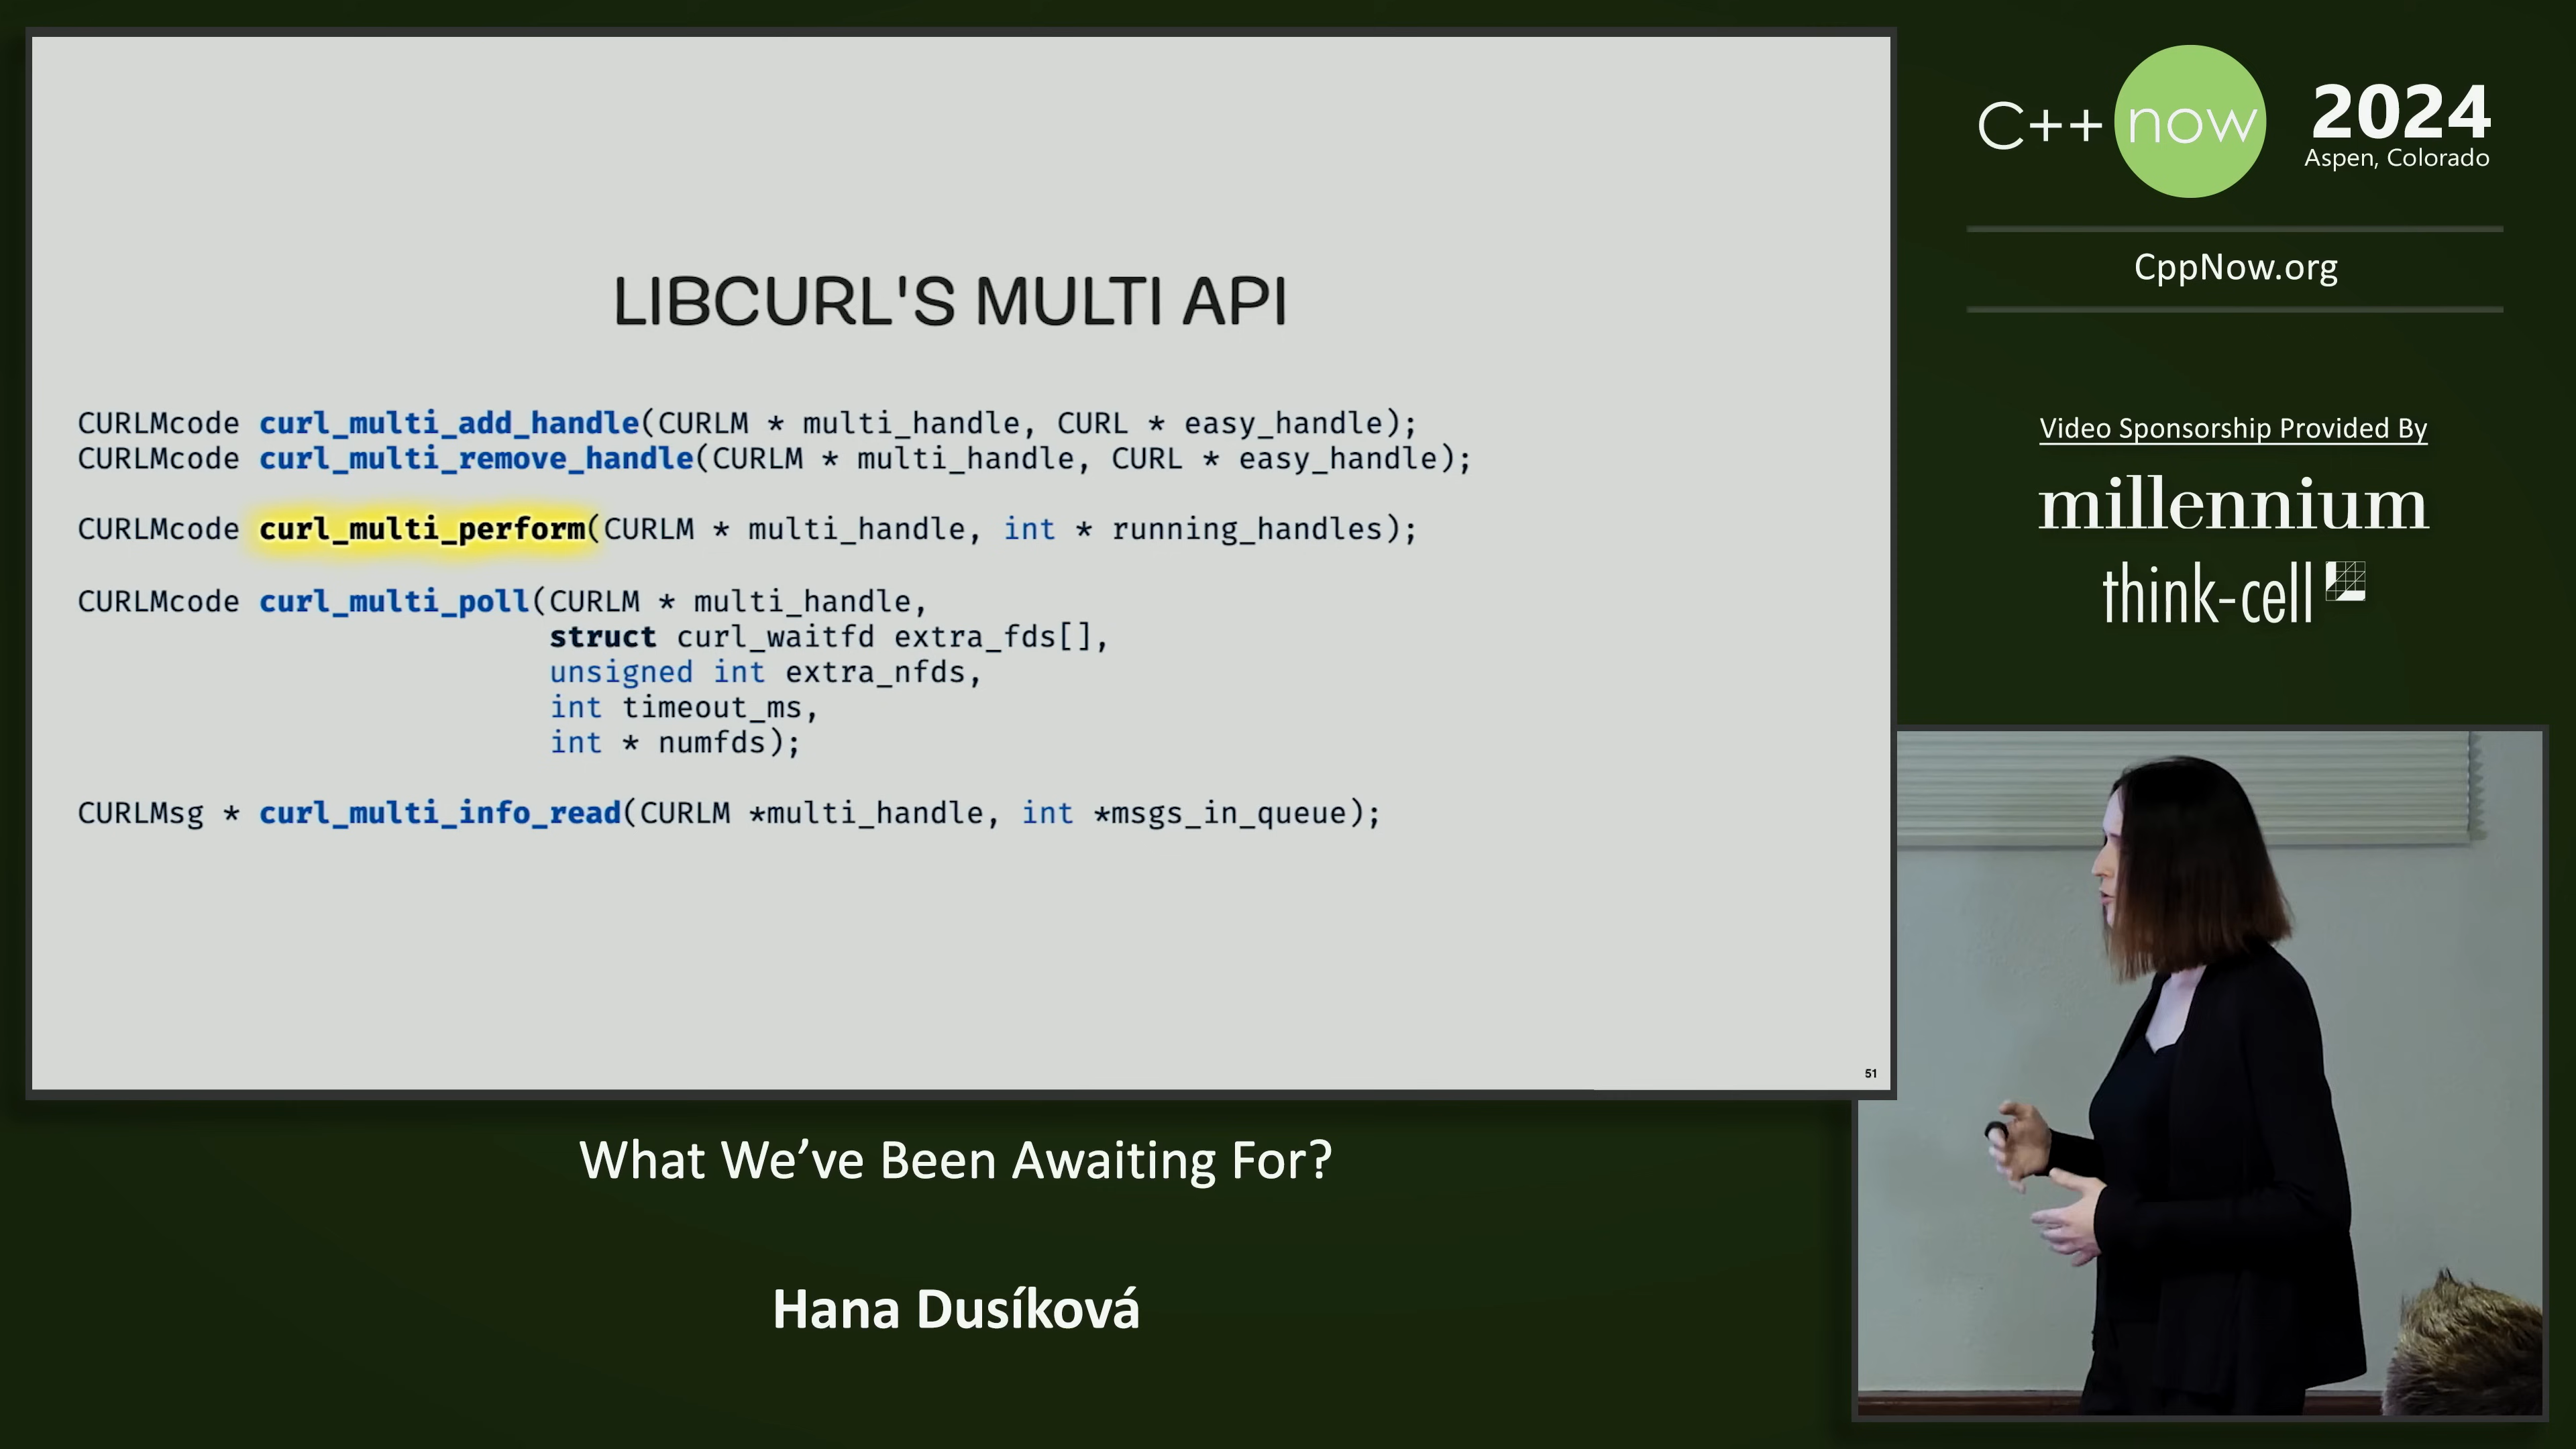 LIBCURL'S MULTI API
CURLMcode curl_multi_add_handle(CURLM * multi_handle, CURL * easy_handle);
CURLMcode curl_multi_remove_handle(CURLM * multi_handle, CURL * easy_handle);
CURLMcode curl_multi_perform(CURLM * multi_handle, int * running_handles);
CURLMcode curl_multi_poll(CURLM * multi_handle,
struct curl_waitfd extra_fds[],
unsigned int extra_nfds,
int timeout_ms,
int * numfds);
CURLMsg * curl_multi_info_read(CURLM *multi_handle, int *msgs_in_queue);
51
What We’ve Been Awaiting For?
Hana Dusíková
C++ now
2024
Aspen, Colorado
CppNow.org
Video Sponsorship Provided By
millennium
think-cell